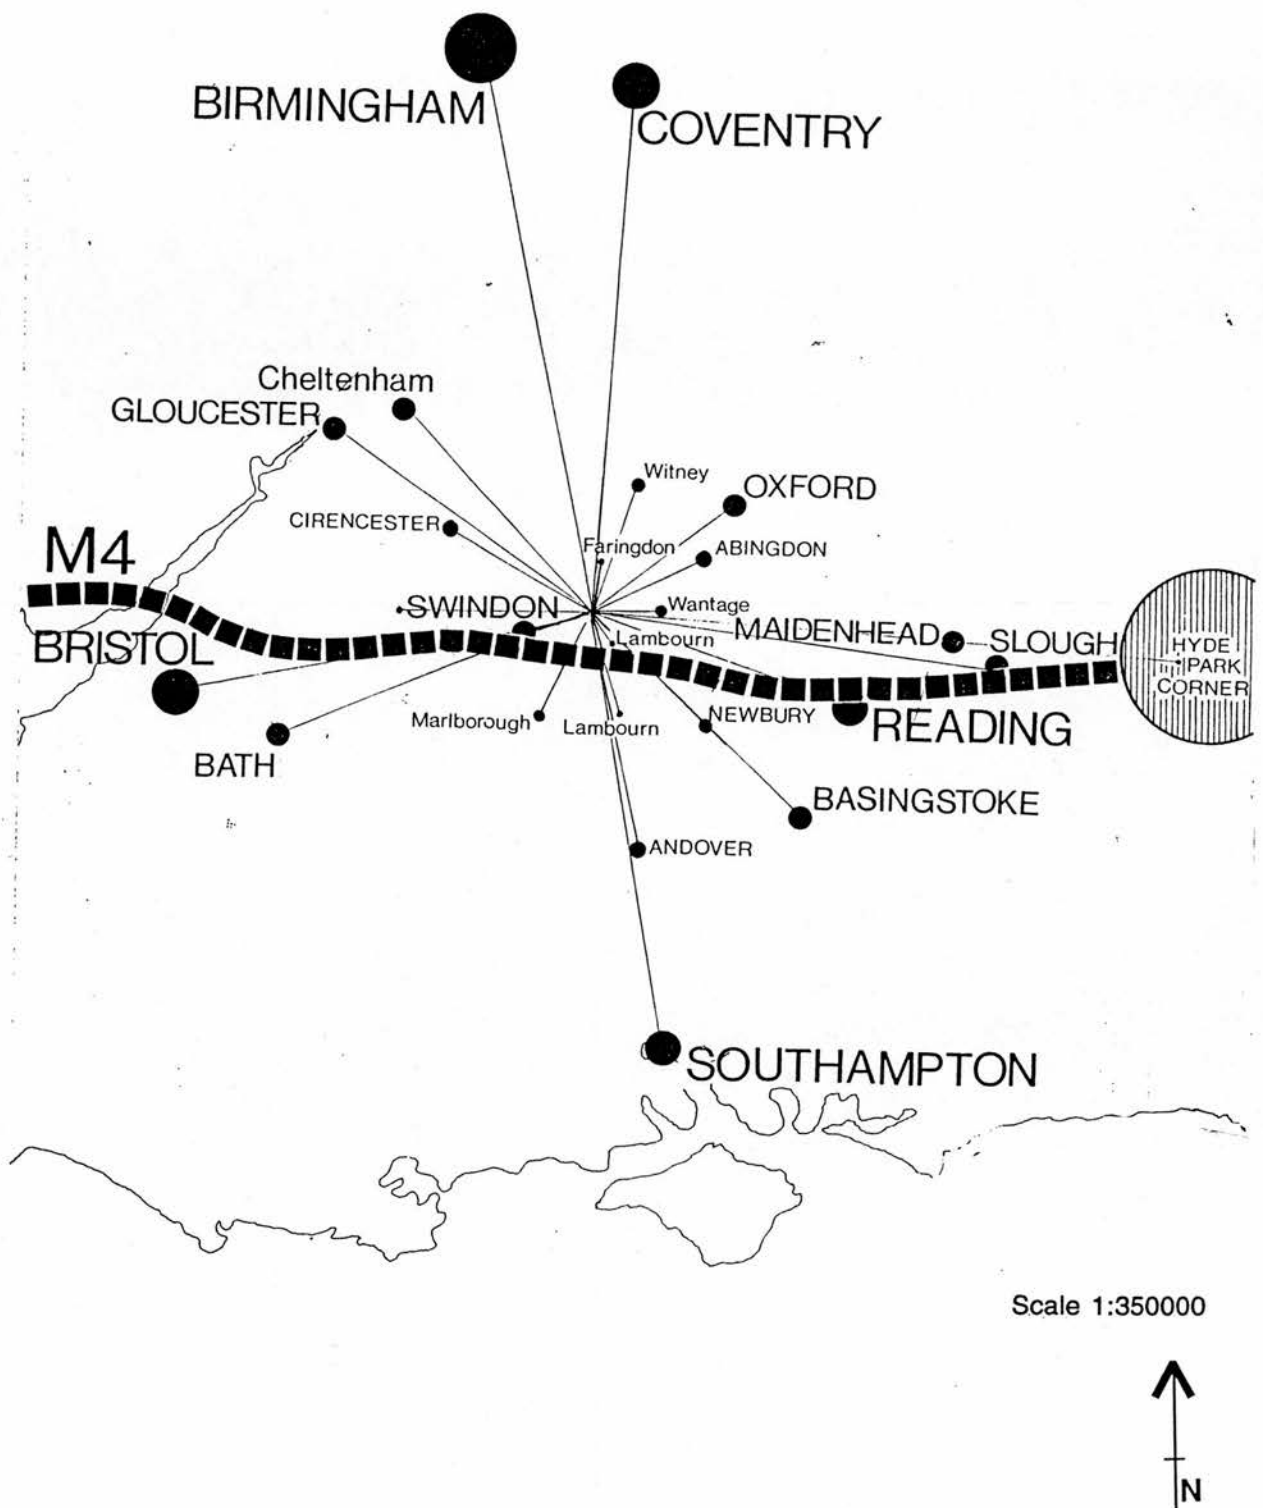 BIRMINGHAM
COVENTRY
Cheltenham
GLOUCESTER
Witney
OXFORD
CIRENCESTER
Faringdon
ABINGDON
M4
SWINDON
Wantage
Lambourn
MAIDENHEAD
SLOUGH
HYDE
PARK
CORNER
BRISTOL
Marlborough
Lambourn
NEWBURY
READING
BATH
BASINGSTOKE
ANDOVER
SOUTHAMPTON
Scale 1:350000
N